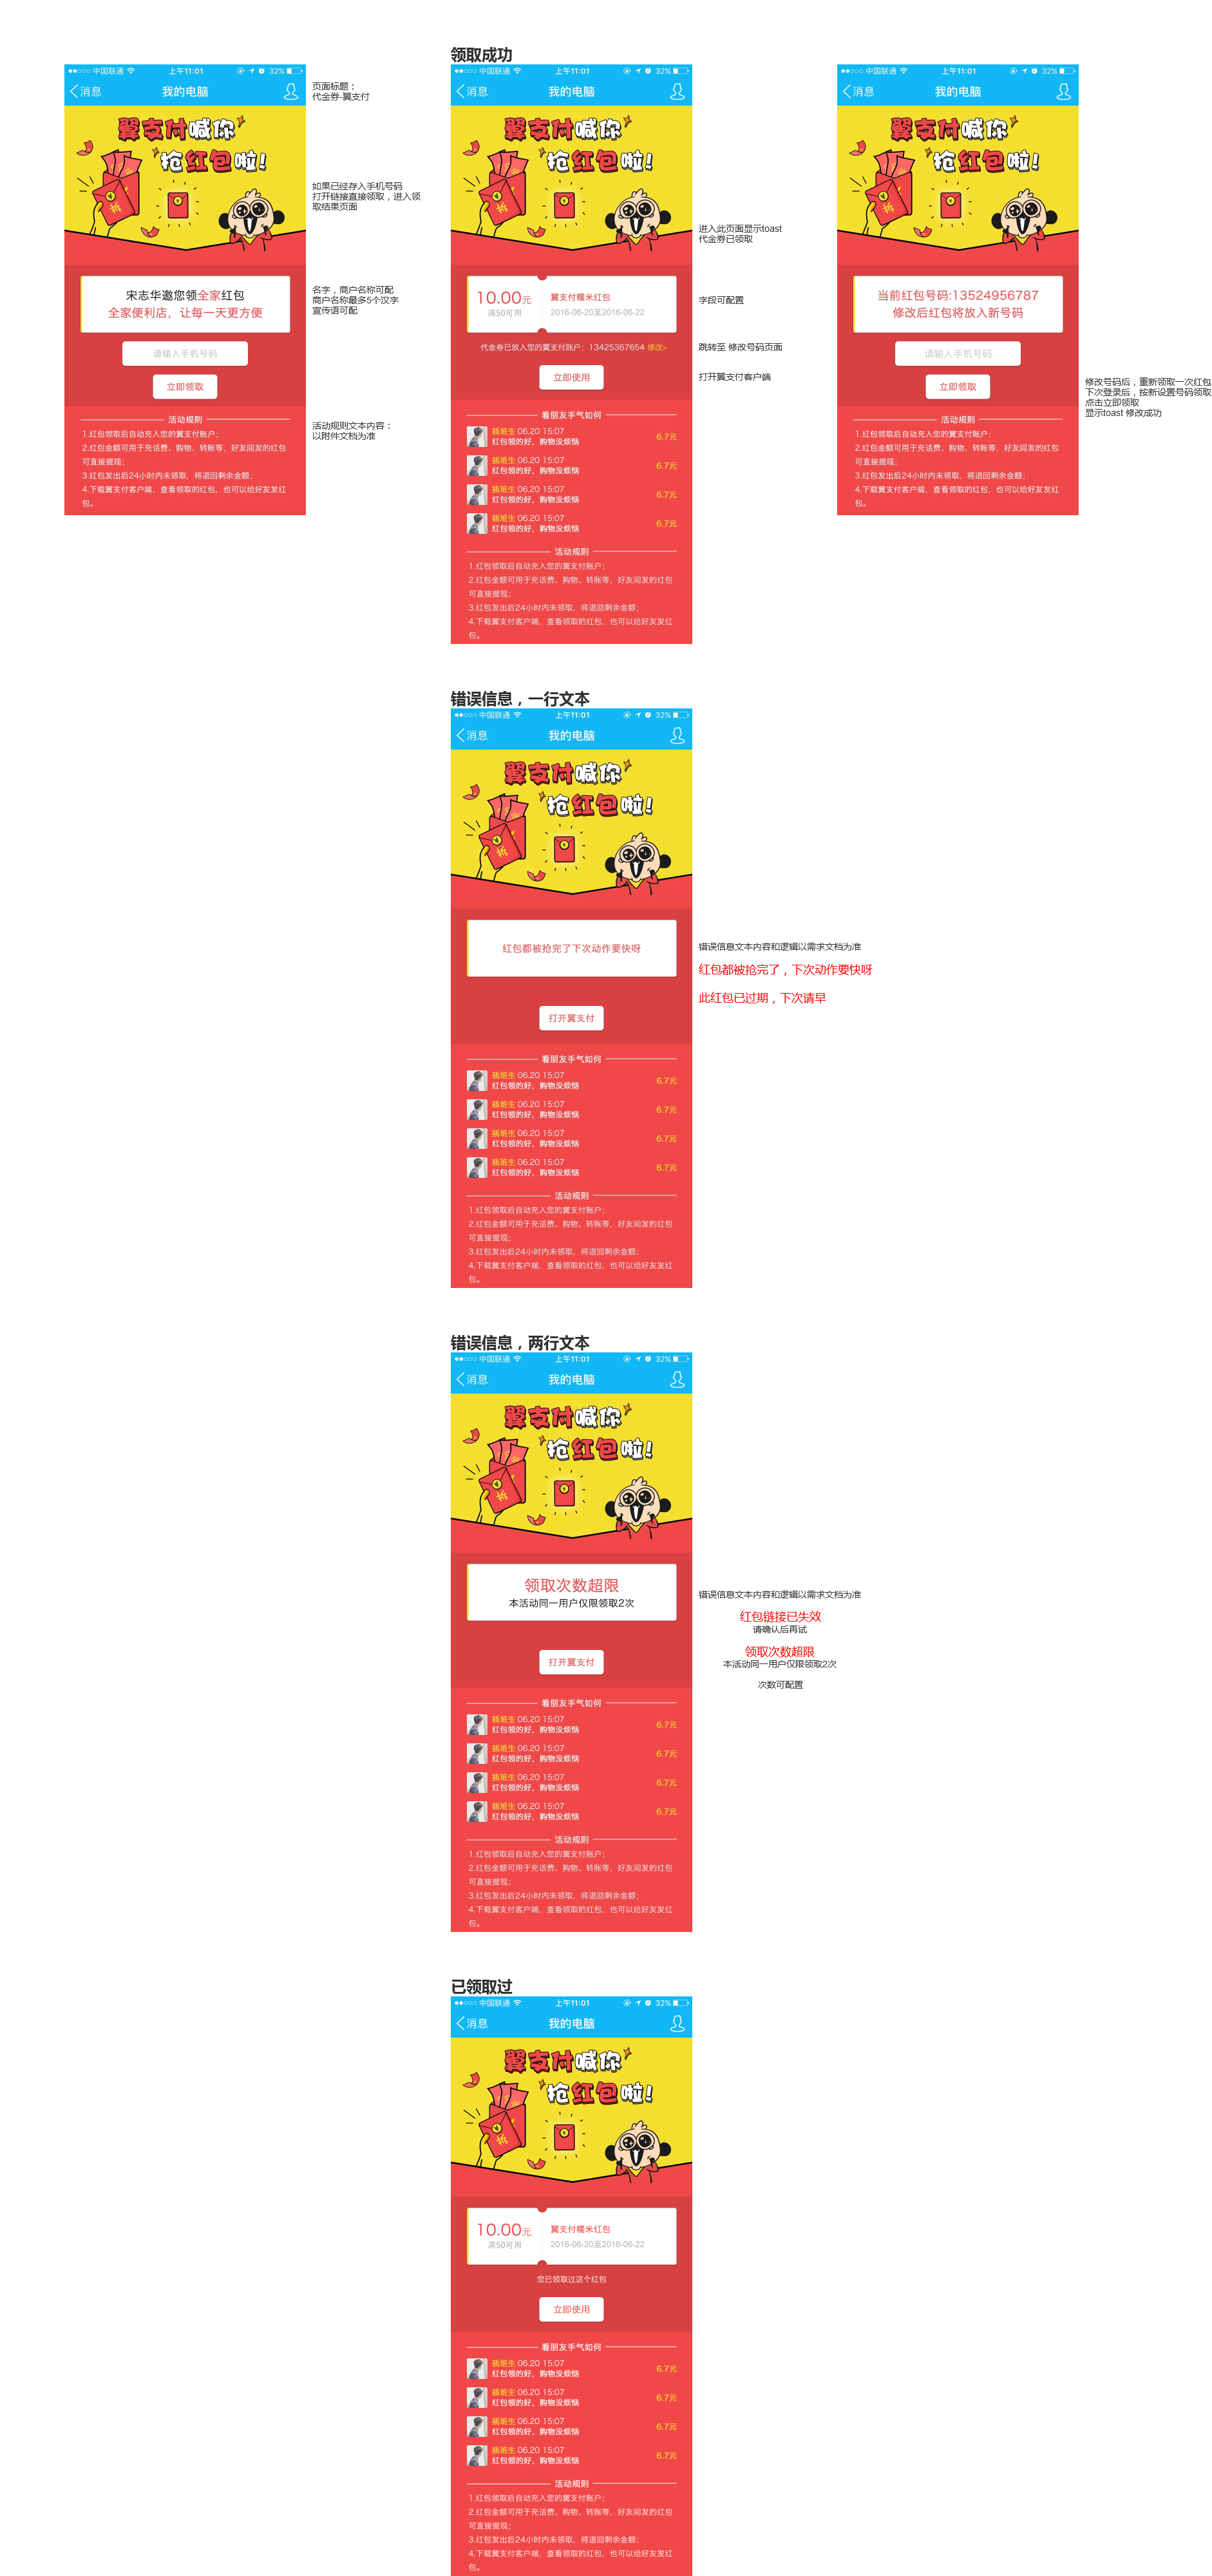 中国联通
上午11:01
32%
消息
我的电脑
翼支付喊你
抢红包啦!
拆
宋志华邀您领全家红包
全家便利店，让每一天更方便
请输入手机号码
立即领取
活动规则
1.红包领取后自动充入您的翼支付账户；
2.红包金额可用于充话费、购物、转账等，好友间发的红包
可直接提现；
3.红包发出后24小时内未领取，将退回剩余金额；
4.下载翼支付客户端，查看领取的红包，也可以给好友发红
包。
页面标题：
代金券-翼支付
如果已经存入手机号码
打开链接直接领取，进入领
取结果页面
名字，商户名称可配
商户名称最多5个汉字
宣传语可配
活动规则文本内容：
以附件文档为准
领取成功
中国联通
上午11:01
32%
消息
我的电脑
翼支付喊你
抢红包啦!
拆
10.00元
满50可用
翼支付糯米红包
2016-06-20至2016-06-22
代金券已放入您的翼支付账户：13425367654 修改>
立即使用
看朋友手气如何
插班生 06.20 15:07
红包领的好，购物没烦恼
6.7元
插班生 06.20 15:07
红包领的好，购物没烦恼
6.7元
插班生 06.20 15:07
红包领的好，购物没烦恼
6.7元
插班生 06.20 15:07
红包领的好，购物没烦恼
6.7元
活动规则
1.红包领取后自动充入您的翼支付账户；
2.红包金额可用于充话费、购物、转账等，好友间发的红包
可直接提现；
3.红包发出后24小时内未领取，将退回剩余金额；
4.下载翼支付客户端，查看领取的红包，也可以给好友发红
包。
进入此页面显示toast
代金券已领取
字段可配置
跳转至 修改号码页面
打开翼支付客户端
中国联通
上午11:01
32%
消息
我的电脑
翼支付喊你
抢红包啦!
拆
当前红包号码:13524956787
修改后红包将放入新号码
请输入手机号码
立即领取
活动规则
1.红包领取后自动充入您的翼支付账户；
2.红包金额可用于充话费、购物、转账等，好友间发的红包
可直接提现；
3.红包发出后24小时内未领取，将退回剩余金额；
4.下载翼支付客户端，查看领取的红包，也可以给好友发红
包。
修改号码后，重新领取一次红包
下次登录后，按新设置号码领取
点击立即领取
显示toast 修改成功
错误信息，一行文本
中国联通
上午11:01
32%
消息
我的电脑
翼支付喊你
抢红包啦!
拆
红包都被抢完了下次动作要快呀
打开翼支付
看朋友手气如何
插班生 06.20 15:07
红包领的好，购物没烦恼
6.7元
插班生 06.20 15:07
红包领的好，购物没烦恼
6.7元
插班生 06.20 15:07
红包领的好，购物没烦恼
6.7元
插班生 06.20 15:07
红包领的好，购物没烦恼
6.7元
活动规则
1.红包领取后自动充入您的翼支付账户；
2.红包金额可用于充话费、购物、转账等，好友间发的红包
可直接提现；
3.红包发出后24小时内未领取，将退回剩余金额；
4.下载翼支付客户端，查看领取的红包，也可以给好友发红
包。
错误信息文本内容和逻辑以需求文档为准
红包都被抢完了，下次动作要快呀
此红包已过期，下次请早
错误信息，两行文本
中国联通
上午11:01
32%
消息
我的电脑
翼支付喊你
抢红包啦!
拆
领取次数超限
本活动同一用户仅限领取2次
打开翼支付
看朋友手气如何
插班生 06.20 15:07
红包领的好，购物没烦恼
6.7元
插班生 06.20 15:07
红包领的好，购物没烦恼
6.7元
插班生 06.20 15:07
红包领的好，购物没烦恼
6.7元
插班生 06.20 15:07
红包领的好，购物没烦恼
6.7元
活动规则
1.红包领取后自动充入您的翼支付账户；
2.红包金额可用于充话费、购物、转账等，好友间发的红包
可直接提现；
3.红包发出后24小时内未领取，将退回剩余金额；
4.下载翼支付客户端，查看领取的红包，也可以给好友发红
包。
错误信息文本内容和逻辑以需求文档为准
红包链接已失效
请确认后再试
领取次数超限
本活动同一用户仅限领取2次
次数可配置
已领取过
中国联通
上午11:01
32%
消息
我的电脑
翼支付喊你
抢红包啦!
拆
10.00元
满50可用
翼支付糯米红包
2016-06-20至2016-06-22
您已领取过这个红包
立即使用
看朋友手气如何
插班生 06.20 15:07
红包领的好，购物没烦恼
6.7元
插班生 06.20 15:07
红包领的好，购物没烦恼
6.7元
插班生 06.20 15:07
红包领的好，购物没烦恼
6.7元
插班生 06.20 15:07
红包领的好，购物没烦恼
6.7元
活动规则
1.红包领取后自动充入您的翼支付账户；
2.红包金额可用于充话费、购物、转账等，好友间发的红包
可直接提现；
3.红包发出后24小时内未领取，将退回剩余金额；
4.下载翼支付客户端，查看领取的红包，也可以给好友发红
包。